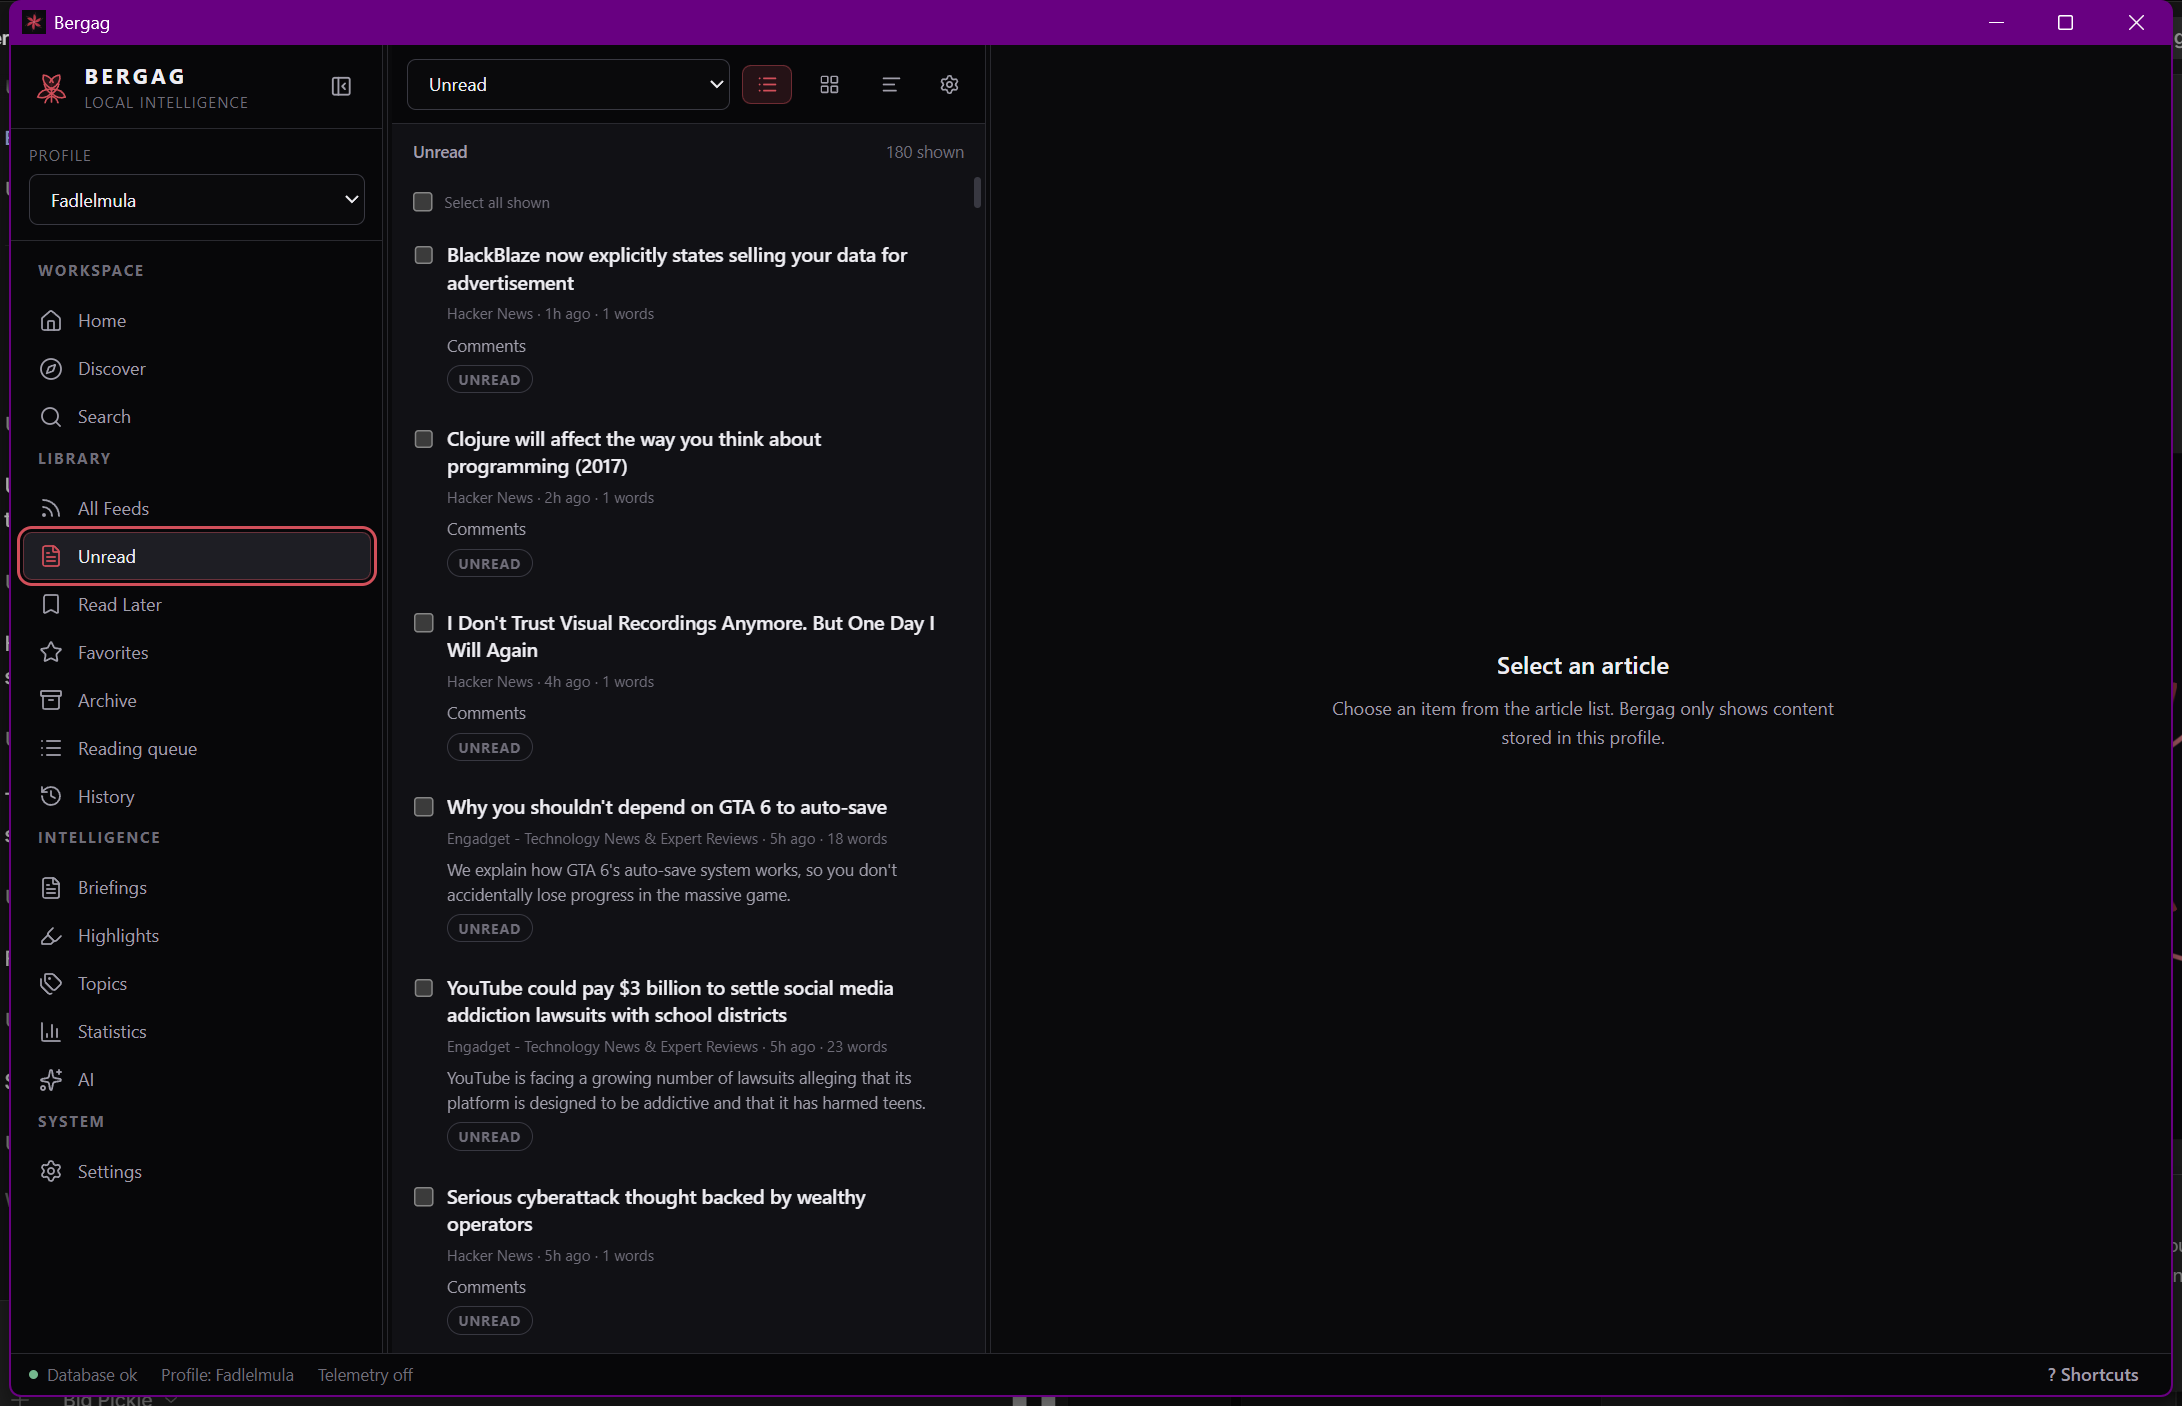 Bergag
BERGAG
LOCAL INTELLIGENCE
PROFILE
Fadlelmula
WORKSPACE
Home
Discover
Search
LIBRARY
All Feeds
Unread
Read Later
Favorites
Archive
Reading queue
History
INTELLIGENCE
Briefings
Highlights
Topics
Statistics
AI
SYSTEM
Settings
Unread
Unread
180 shown
Select all shown
BlackBlaze now explicitly states selling your data for
advertisement
Hacker News · 1h ago · 1 words
Comments
UNREAD
Clojure will affect the way you think about
programming (2017)
Hacker News · 2h ago · 1 words
Comments
UNREAD
I Don't Trust Visual Recordings Anymore. But One Day I
Will Again
Hacker News · 4h ago · 1 words
Comments
UNREAD
Why you shouldn't depend on GTA 6 to auto-save
Engadget - Technology News & Expert Reviews · 5h ago · 18 words
We explain how GTA 6's auto-save system works, so you don't
accidentally lose progress in the massive game.
UNREAD
YouTube could pay $3 billion to settle social media
addiction lawsuits with school districts
Engadget - Technology News & Expert Reviews · 5h ago · 23 words
YouTube is facing a growing number of lawsuits alleging that its
platform is designed to be addictive and that it has harmed teens.
UNREAD
Serious cyberattack thought backed by wealthy
operators
Hacker News · 5h ago · 1 words
Comments
UNREAD
Select an article
Choose an item from the article list. Bergag only shows content
stored in this profile.
Database ok
Profile: Fadlelmula
Telemetry off
? Shortcuts
Big Pickle